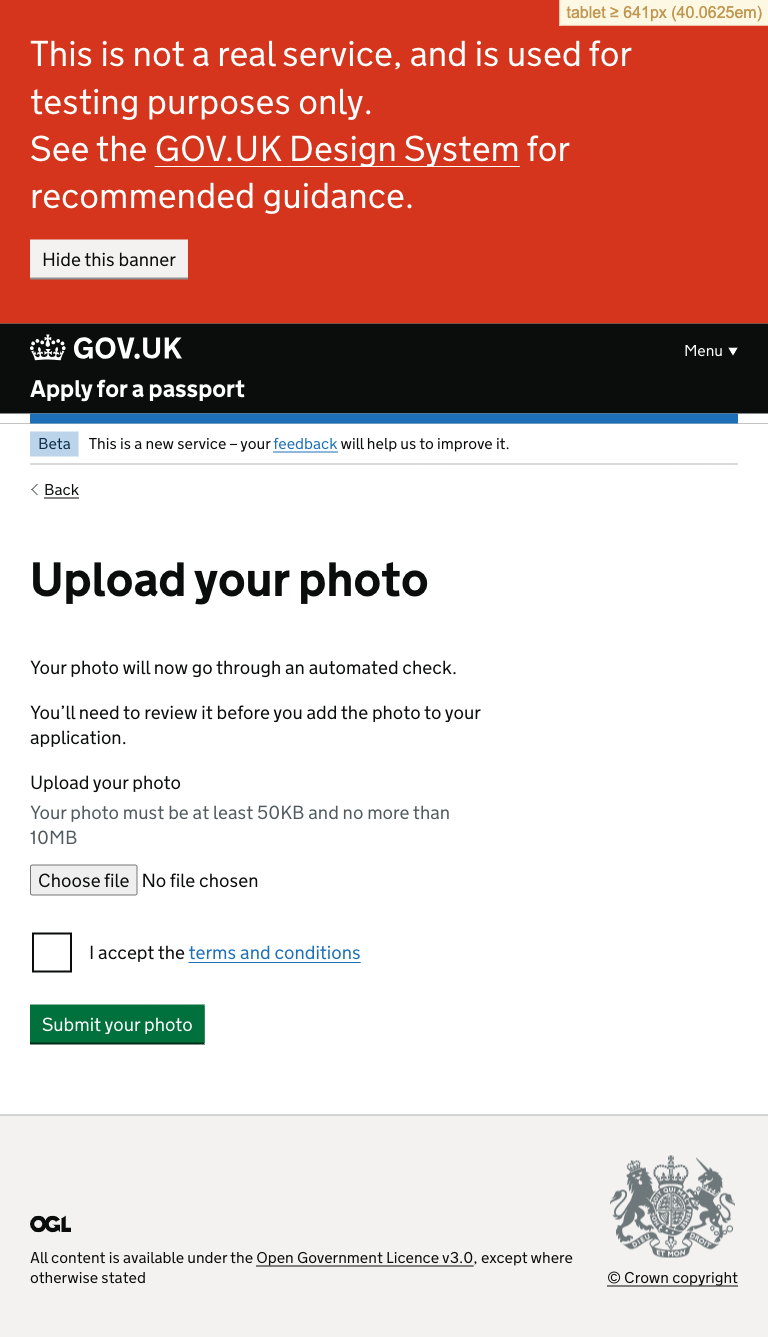 tablet ≥ 641px (40.0625em)
This is not a real service, and is used for
testing purposes only.
See the GOV.UK Design System for
recommended guidance.
Hide this banner
GOV.UK
Menu ▼
Apply for a passport
Beta This is a new service – your feedback will help us to improve it.
Back
Upload your photo
Your photo will now go through an automated check.
You’ll need to review it before you add the photo to your
application.
Upload your photo
Your photo must be at least 50KB and no more than
10MB
Choose file No file chosen
I accept the terms and conditions
Submit your photo
OGL
All content is available under the Open Government Licence v3.0, except where
otherwise stated
DIEU ET MON DROIT
© Crown copyright